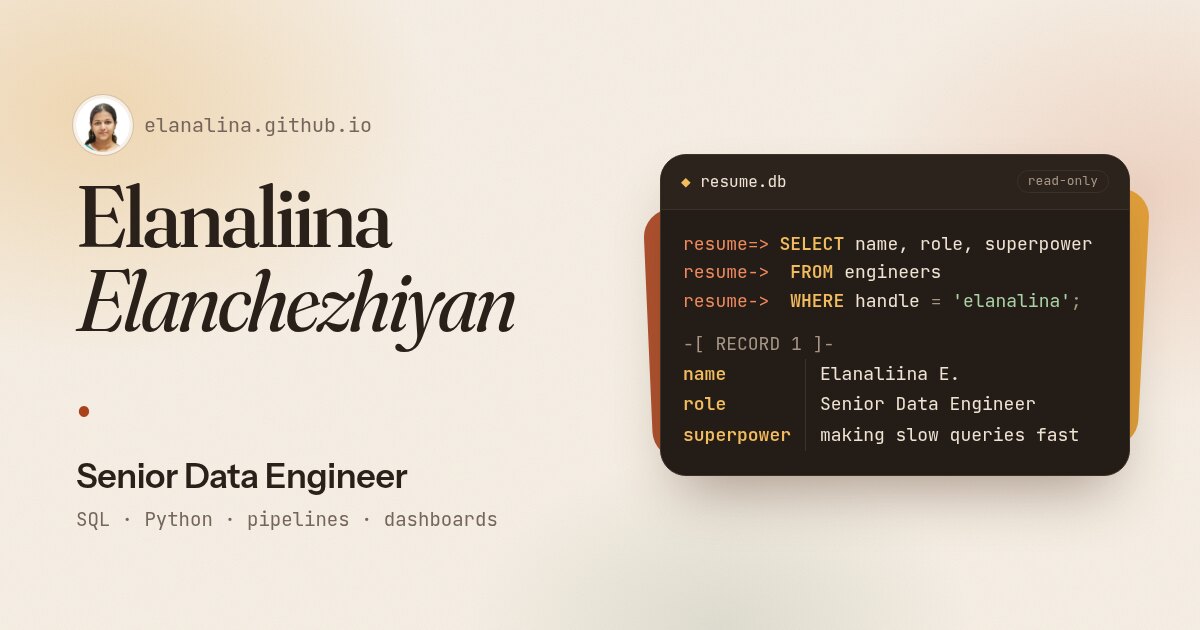 elanalina.github.io
Elanaliina
Elanchezhiyan
Senior Data Engineer
SQL · Python · pipelines · dashboards
◆ resume.db
read-only
resume=> SELECT name, role, superpower
resume-> FROM engineers
resume-> WHERE handle = 'elanalina';
-[ RECORD 1 ]-
name Elanaliina E.
role Senior Data Engineer
superpower making slow queries fast